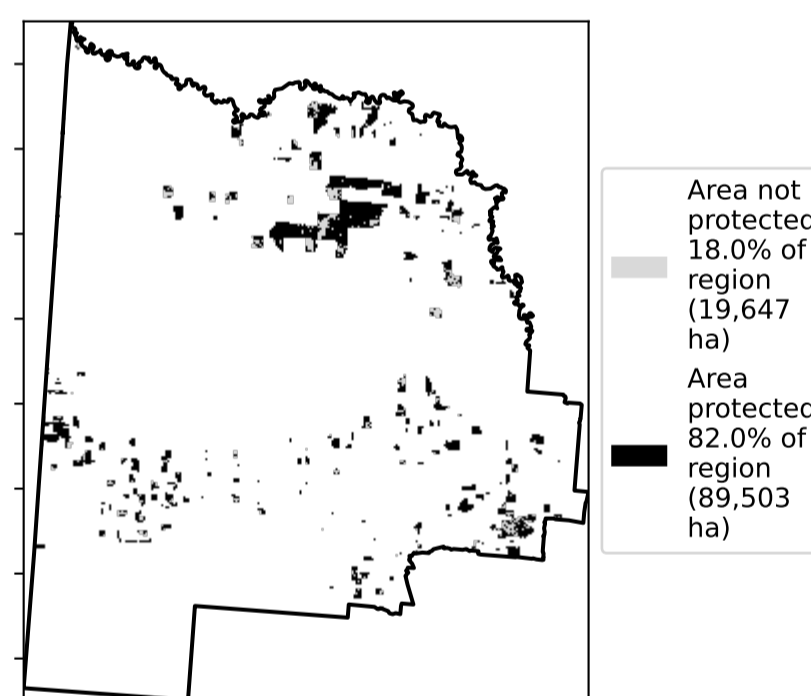 Area not
protected
18.0% of
region
(19,647
ha)
Area
protected
82.0% of
region
(89,503
ha)